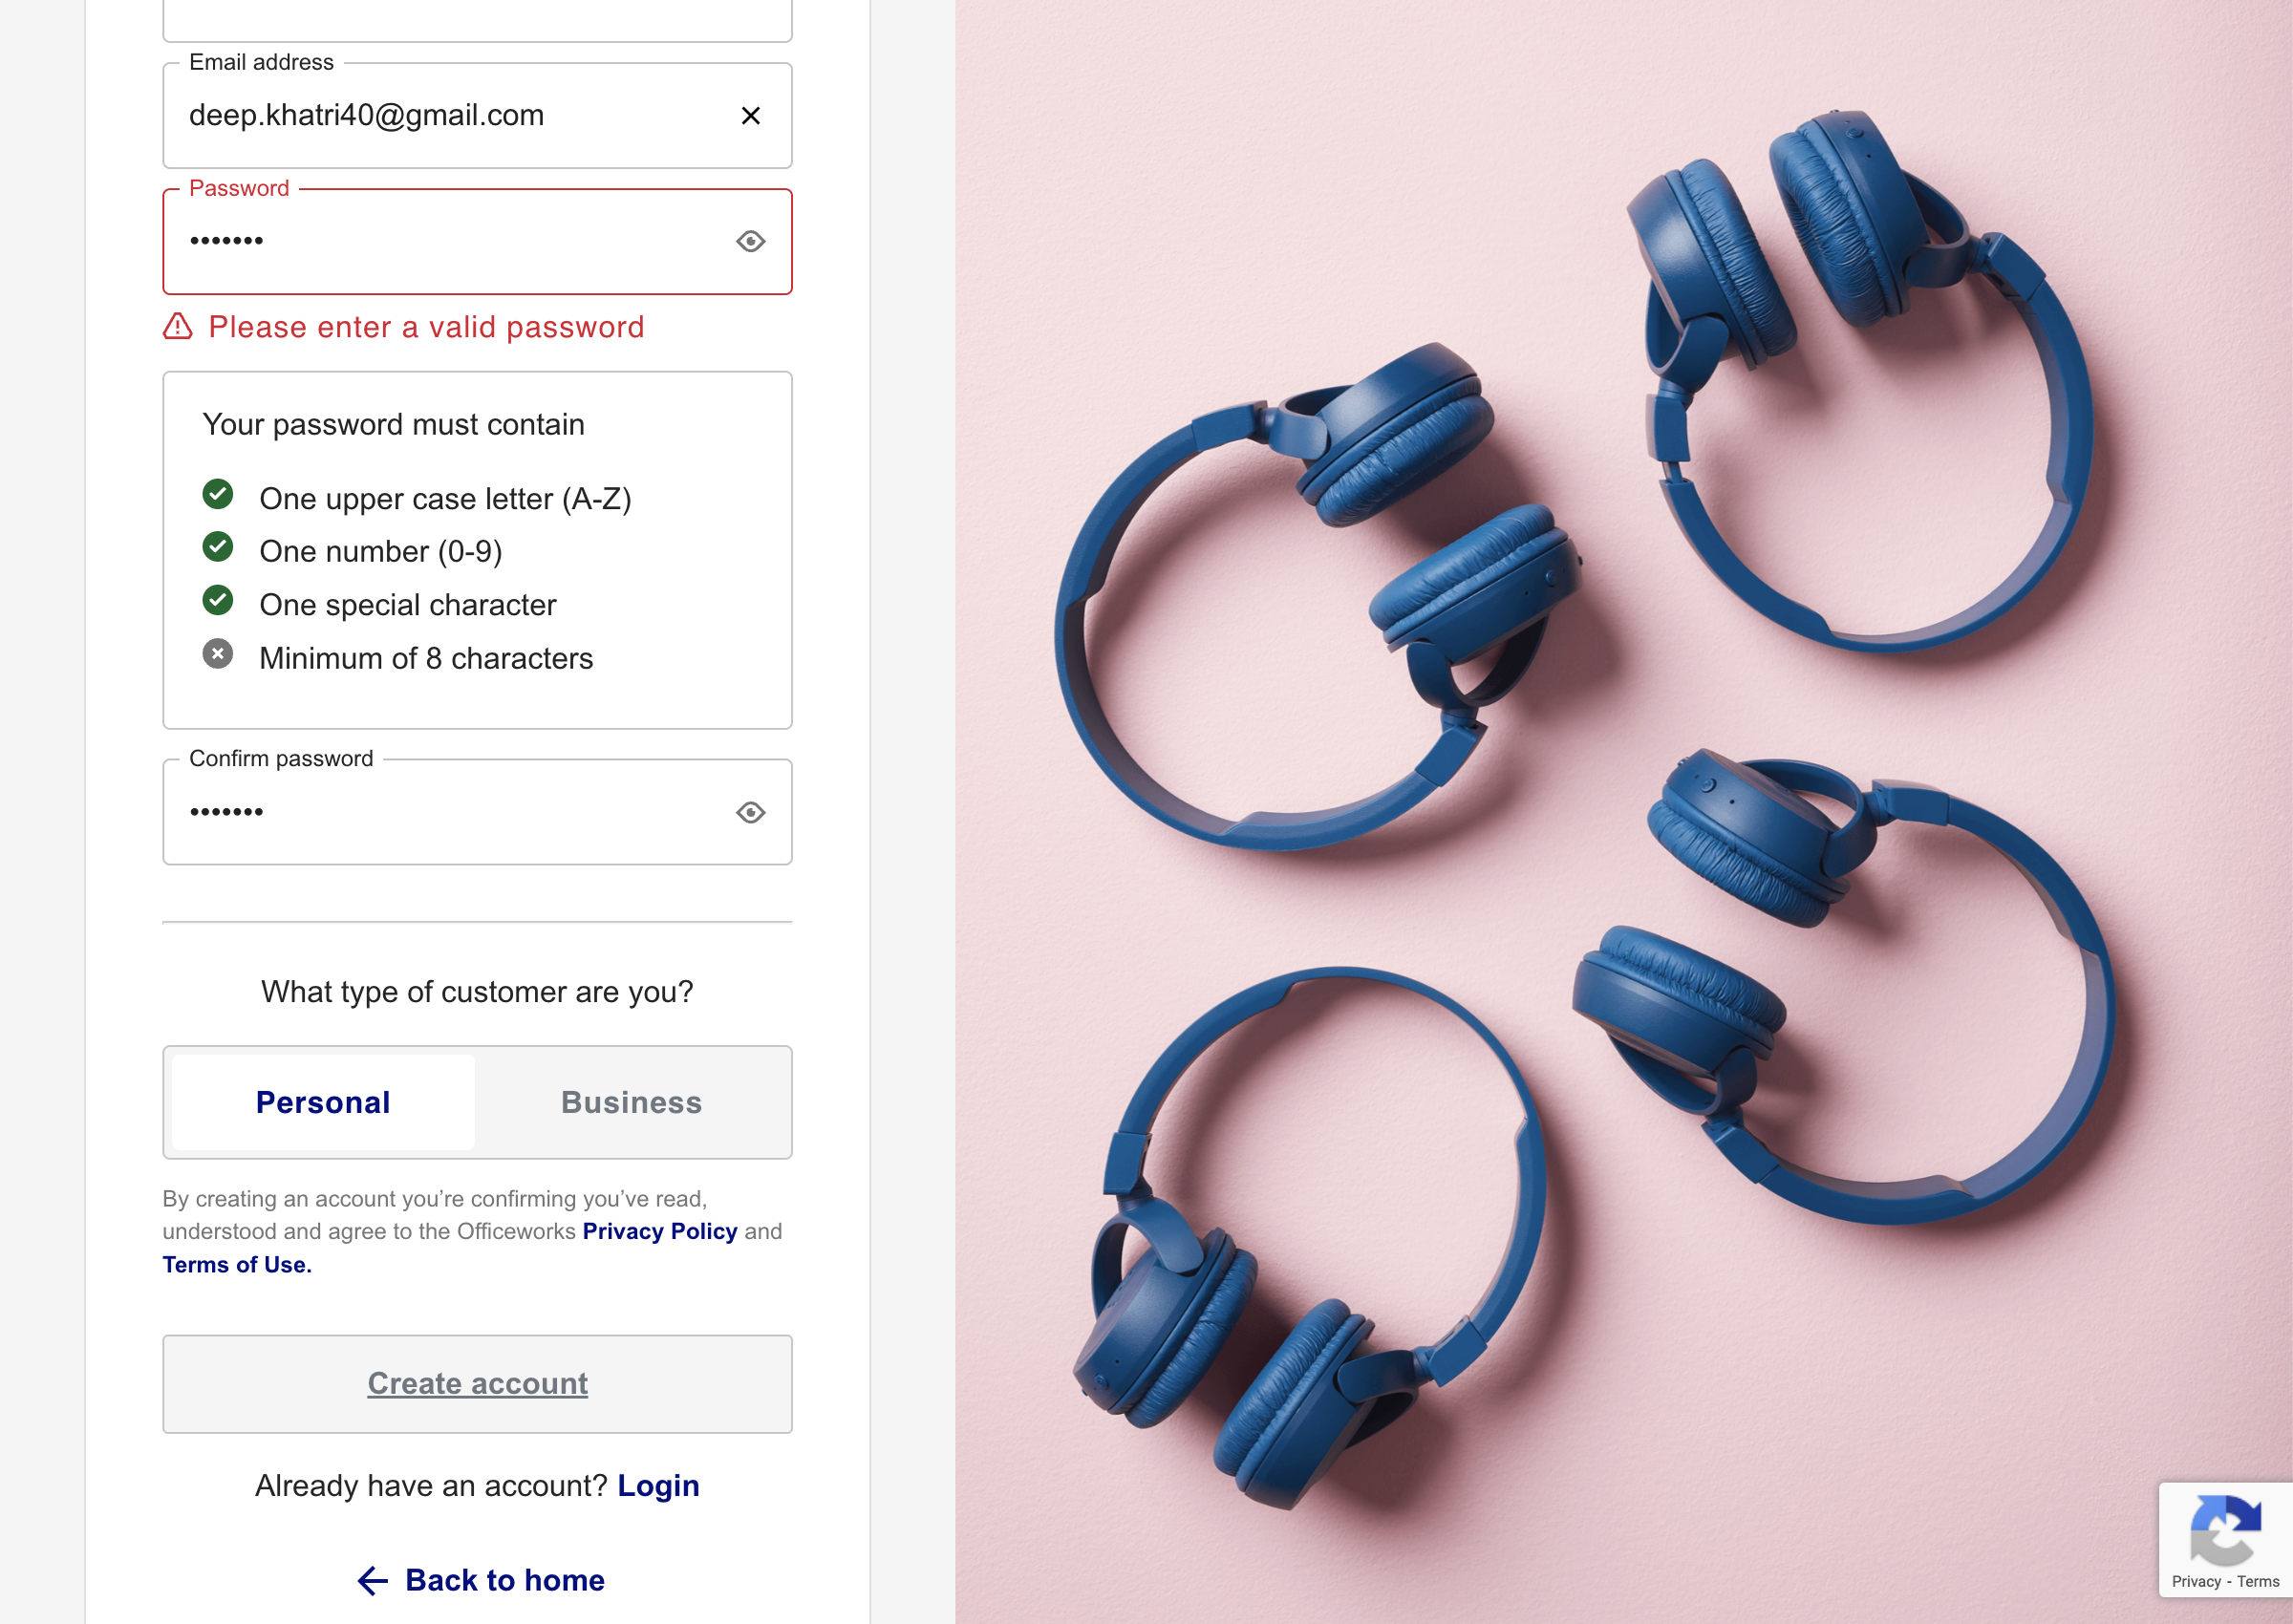 Email address
deep.khatri40@gmail.com
Password
•••••••
Please enter a valid password
Your password must contain
One upper case letter (A-Z)
One number (0-9)
One special character
Minimum of 8 characters
Confirm password
•••••••
What type of customer are you?
Personal
Business
By creating an account you’re confirming you’ve read,
understood and agree to the Officeworks Privacy Policy and
Terms of Use.
Create account
Already have an account? Login
Back to home
Privacy - Terms